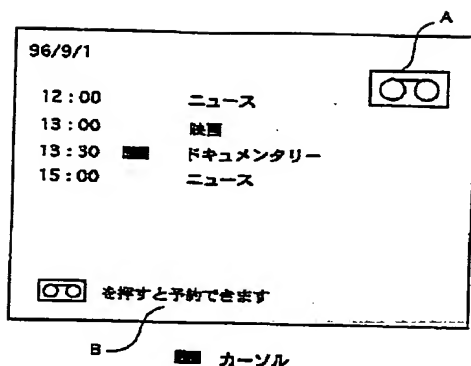 A
96/9/1
12:00 ニュース
13:00 映画
13:30 ドキュメンタリー
15:00 ニュース
を押すと予約できます
B
カーソル